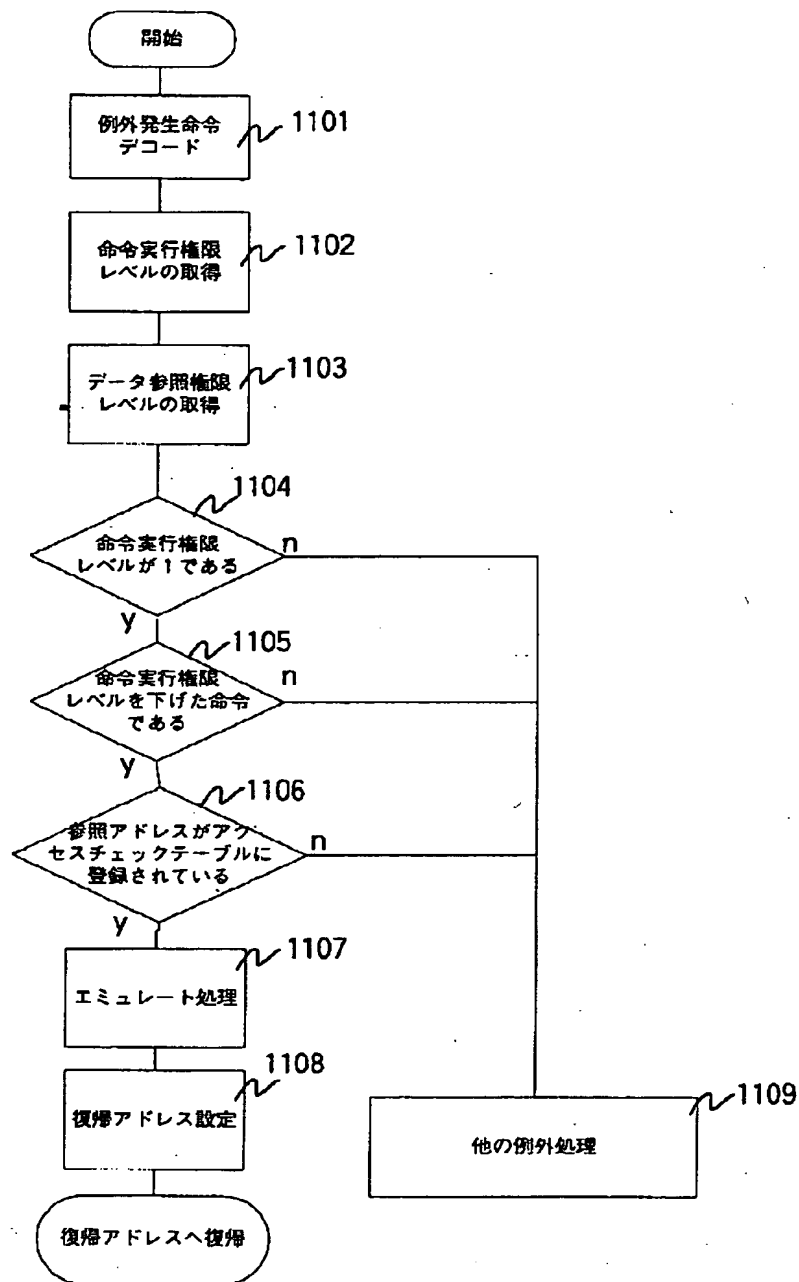 開始
例外発生命令
デコード
1101
命令実行権限
レベルの取得
1102
データ参照権限
レベルの取得
1103
1104
命令実行権限
レベルが1である
n
y
1105
命令実行権限
レベルを下げた命令
である
n
y
1106
参照アドレスがアク
セスチェックテーブルに
登録されている
n
y
エミュレート処理
1107
復帰アドレス設定
1108
他の例外処理
1109
復帰アドレスへ復帰